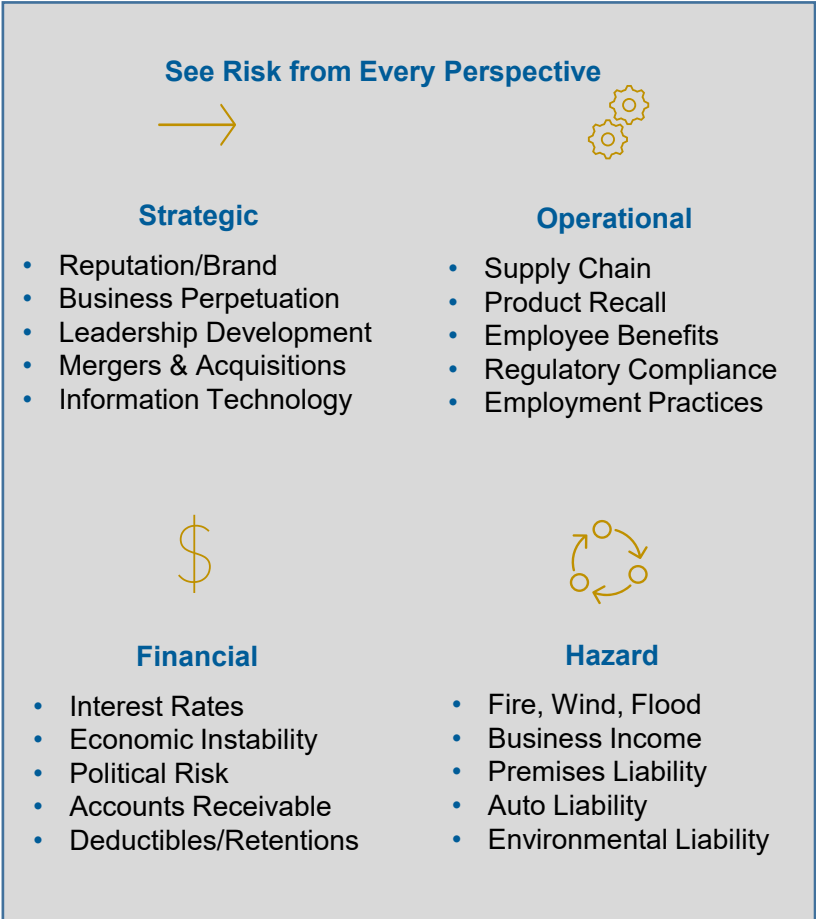 See Risk from Every Perspective
Strategic
• Reputation/Brand
• Business Perpetuation
• Leadership Development
• Mergers & Acquisitions
• Information Technology
Operational
• Supply Chain
• Product Recall
• Employee Benefits
• Regulatory Compliance
• Employment Practices
$
Financial
• Interest Rates
• Economic Instability
• Political Risk
• Accounts Receivable
• Deductibles/Retentions
Hazard
• Fire, Wind, Flood
• Business Income
• Premises Liability
• Auto Liability
• Environmental Liability